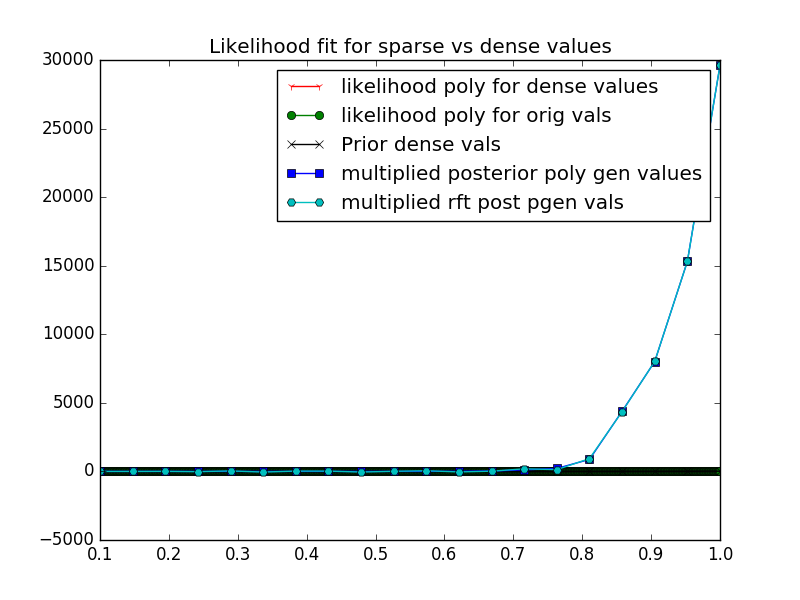 Likelihood fit for sparse vs dense values
30000
25000
20000
15000
10000
5000
0
−5000
likelihood poly for dense values
likelihood poly for orig vals
Prior dense vals
multiplied posterior poly gen values
multiplied rft post pgen vals
0.1 0.2 0.3 0.4 0.5 0.6 0.7 0.8 0.9 1.0